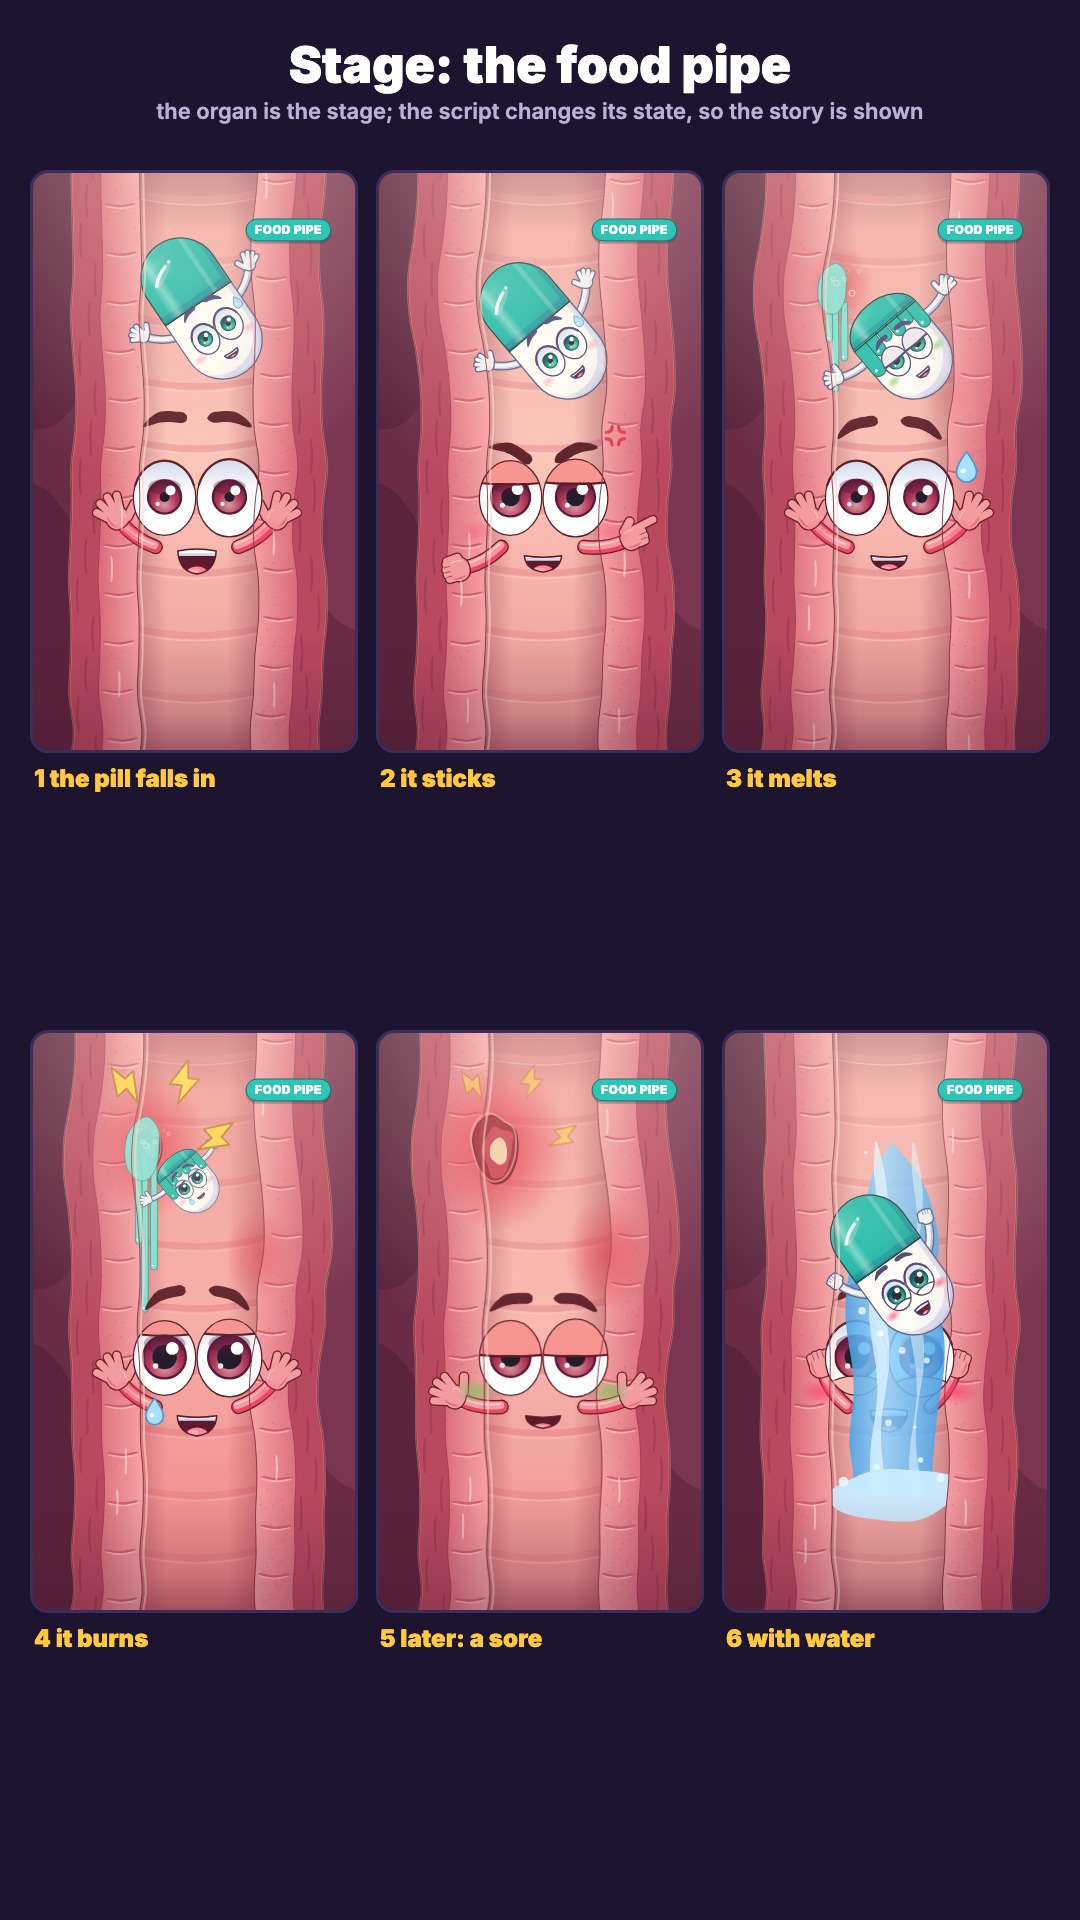 Stage: the food pipe
the organ is the stage; the script changes its state, so the story is shown
FOOD PIPE
FOOD PIPE
FOOD PIPE
1 the pill falls in
2 it sticks
3 it melts
FOOD PIPE
FOOD PIPE
FOOD PIPE
4 it burns
5 later: a sore
6 with water